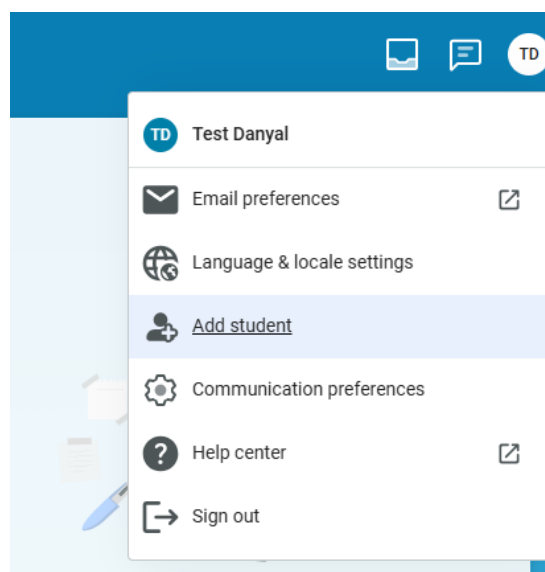 TD
TD Test Danyal
Email preferences
Language & locale settings
Add student
Communication preferences
? Help center
Sign out